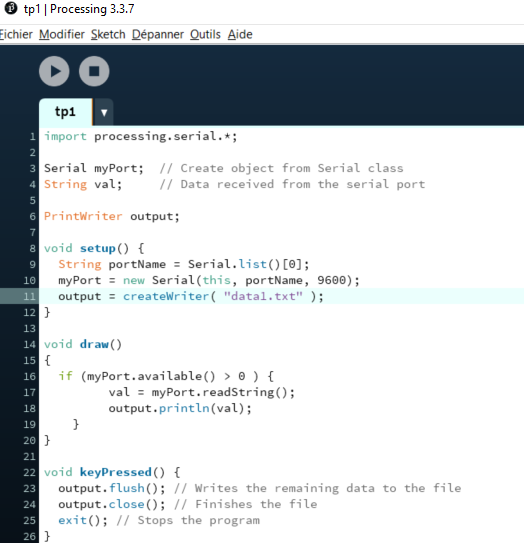 tp1 | Processing 3.3.7
Fichier Modifier Sketch Dépanner Outils Aide
tp1 ▼
1 import processing.serial.*;
2
3 Serial myPort;  // Create object from Serial class
4 String val;     // Data received from the serial port
5
6 PrintWriter output;
7
8 void setup() {
9   String portName = Serial.list()[0];
10   myPort = new Serial(this, portName, 9600);
11   output = createWriter( "data1.txt" );
12 }
13
14 void draw()
15 {
16   if (myPort.available() > 0 ) {
17         val = myPort.readString();
18         output.println(val);
19     }
20 }
21
22 void keyPressed() {
23   output.flush(); // Writes the remaining data to the file
24   output.close(); // Finishes the file
25   exit(); // Stops the program
26 }